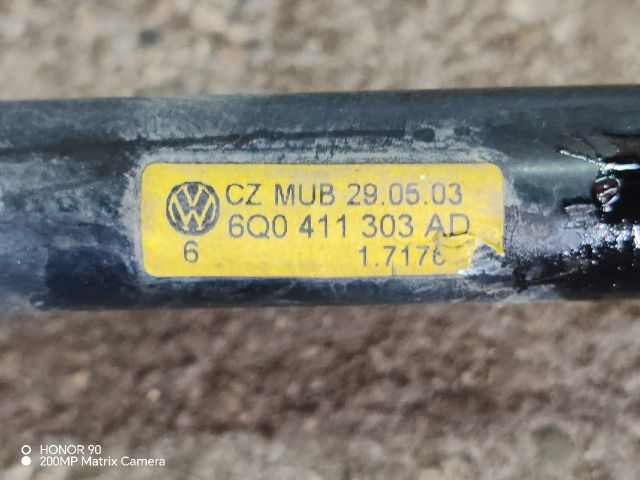 CZ MUB 29.05.03
6Q0 411 303 AD
6 1.7176
HONOR 90
200MP Matrix Camera